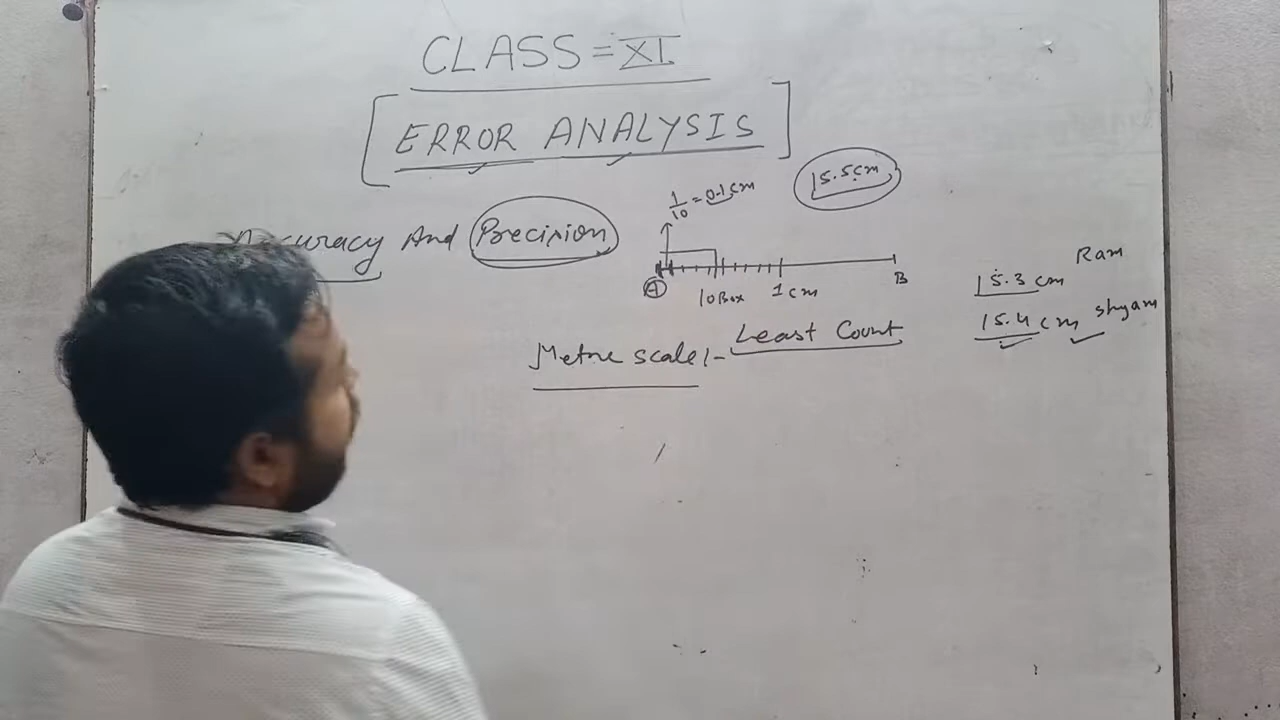 CLASS = XI
[ERROR ANALYSIS]
15.5cm
1/10 = 0.1cm
Accuracy And Precision
A 10 Box 1cm B
15.3 cm Ram
15.4 cm shyam
Metric scale :- Least Count